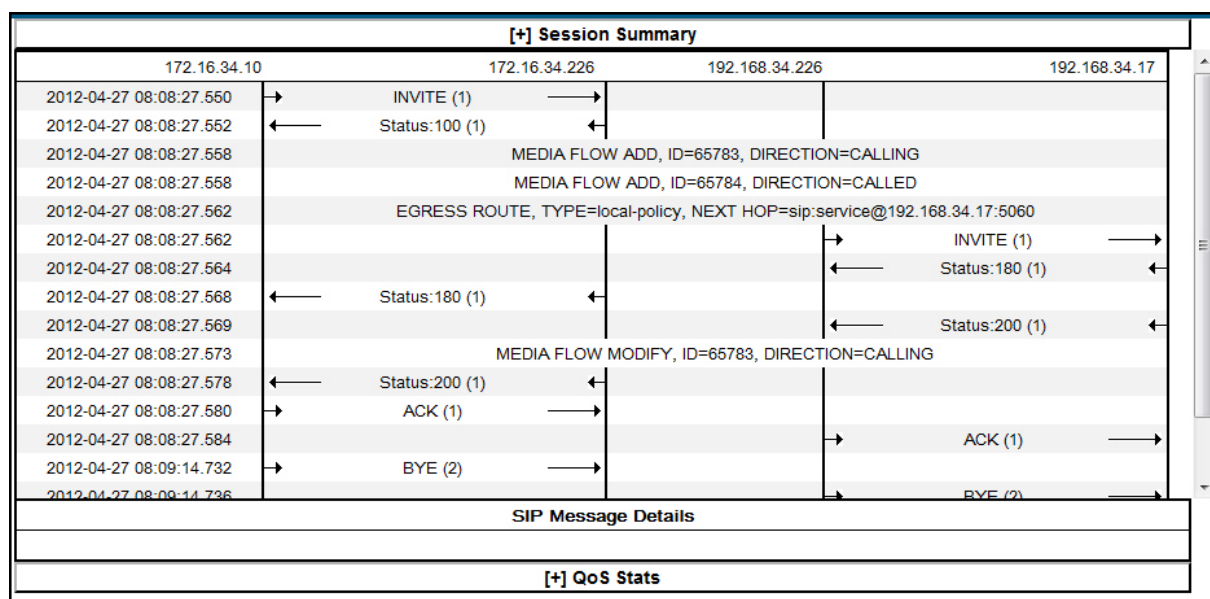 [+] Session Summary
172.16.34.10 172.16.34.226 192.168.34.226 192.168.34.17
2012-04-27 08:08:27.550 INVITE (1)
2012-04-27 08:08:27.552 Status:100 (1)
2012-04-27 08:08:27.558 MEDIA FLOW ADD, ID=65783, DIRECTION=CALLING
2012-04-27 08:08:27.558 MEDIA FLOW ADD, ID=65784, DIRECTION=CALLED
2012-04-27 08:08:27.562 EGRESS ROUTE, TYPE=local-policy, NEXT HOP=sip:service@192.168.34.17:5060
2012-04-27 08:08:27.562 INVITE (1)
2012-04-27 08:08:27.564 Status:180 (1)
2012-04-27 08:08:27.568 Status:180 (1)
2012-04-27 08:08:27.569 Status:200 (1)
2012-04-27 08:08:27.573 MEDIA FLOW MODIFY, ID=65783, DIRECTION=CALLING
2012-04-27 08:08:27.578 Status:200 (1)
2012-04-27 08:08:27.580 ACK (1)
2012-04-27 08:08:27.584 ACK (1)
2012-04-27 08:09:14.732 BYE (2)
2012-04-27 08:09:14.736 BYE (2)
SIP Message Details
[+] QoS Stats